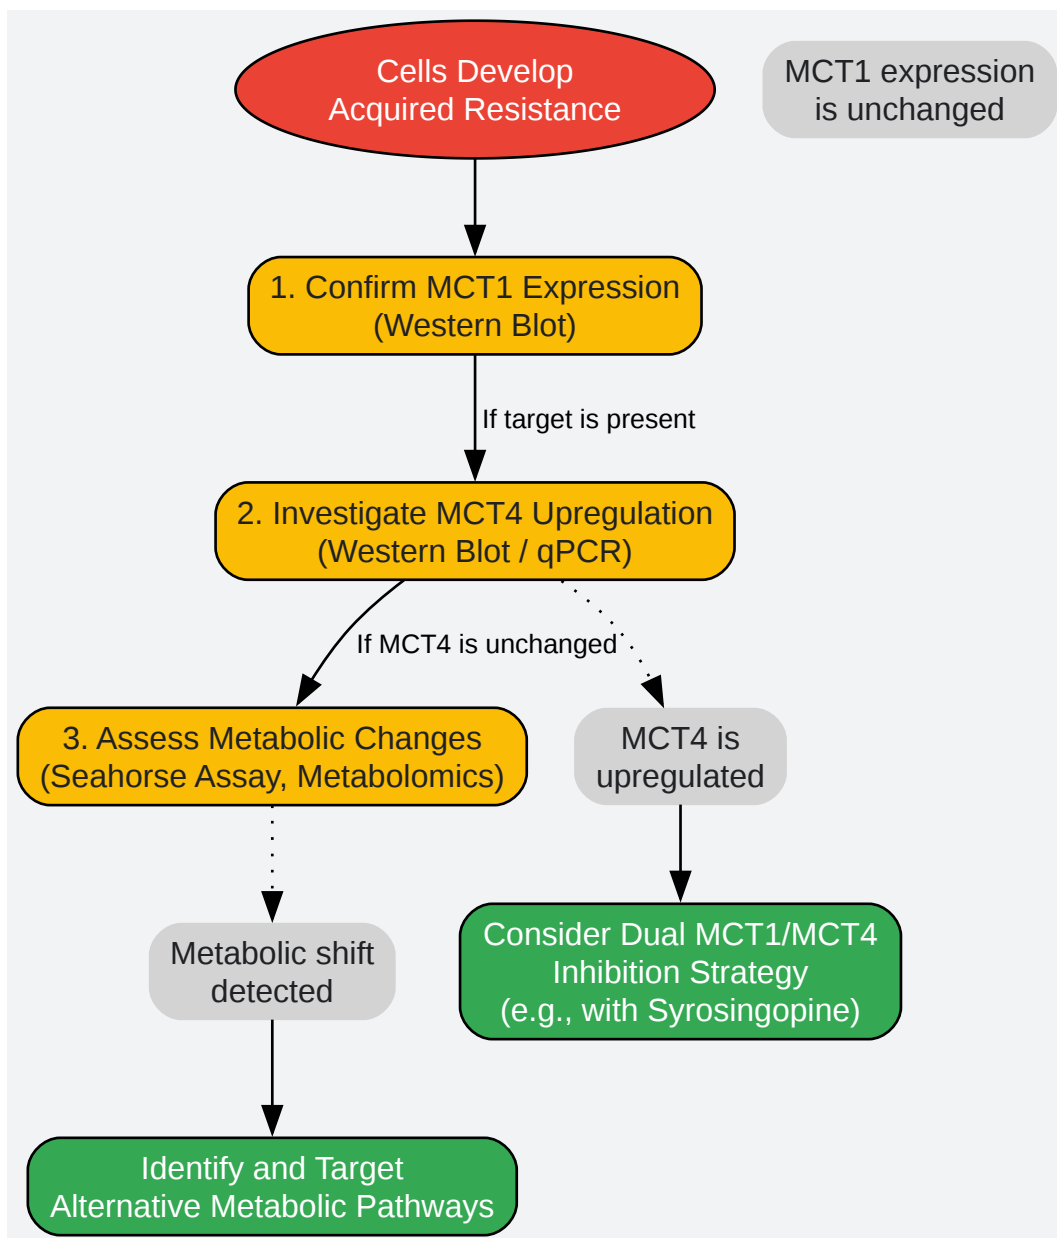 Cells Develop
Acquired Resistance
MCT1 expression
is unchanged
1. Confirm MCT1 Expression
(Western Blot)
If target is present
2. Investigate MCT4 Upregulation
(Western Blot / qPCR)
If MCT4 is unchanged
3. Assess Metabolic Changes
(Seahorse Assay, Metabolomics)
MCT4 is
upregulated
Metabolic shift
detected
Consider Dual MCT1/MCT4
Inhibition Strategy
(e.g., with Syrosingopine)
Identify and Target
Alternative Metabolic Pathways